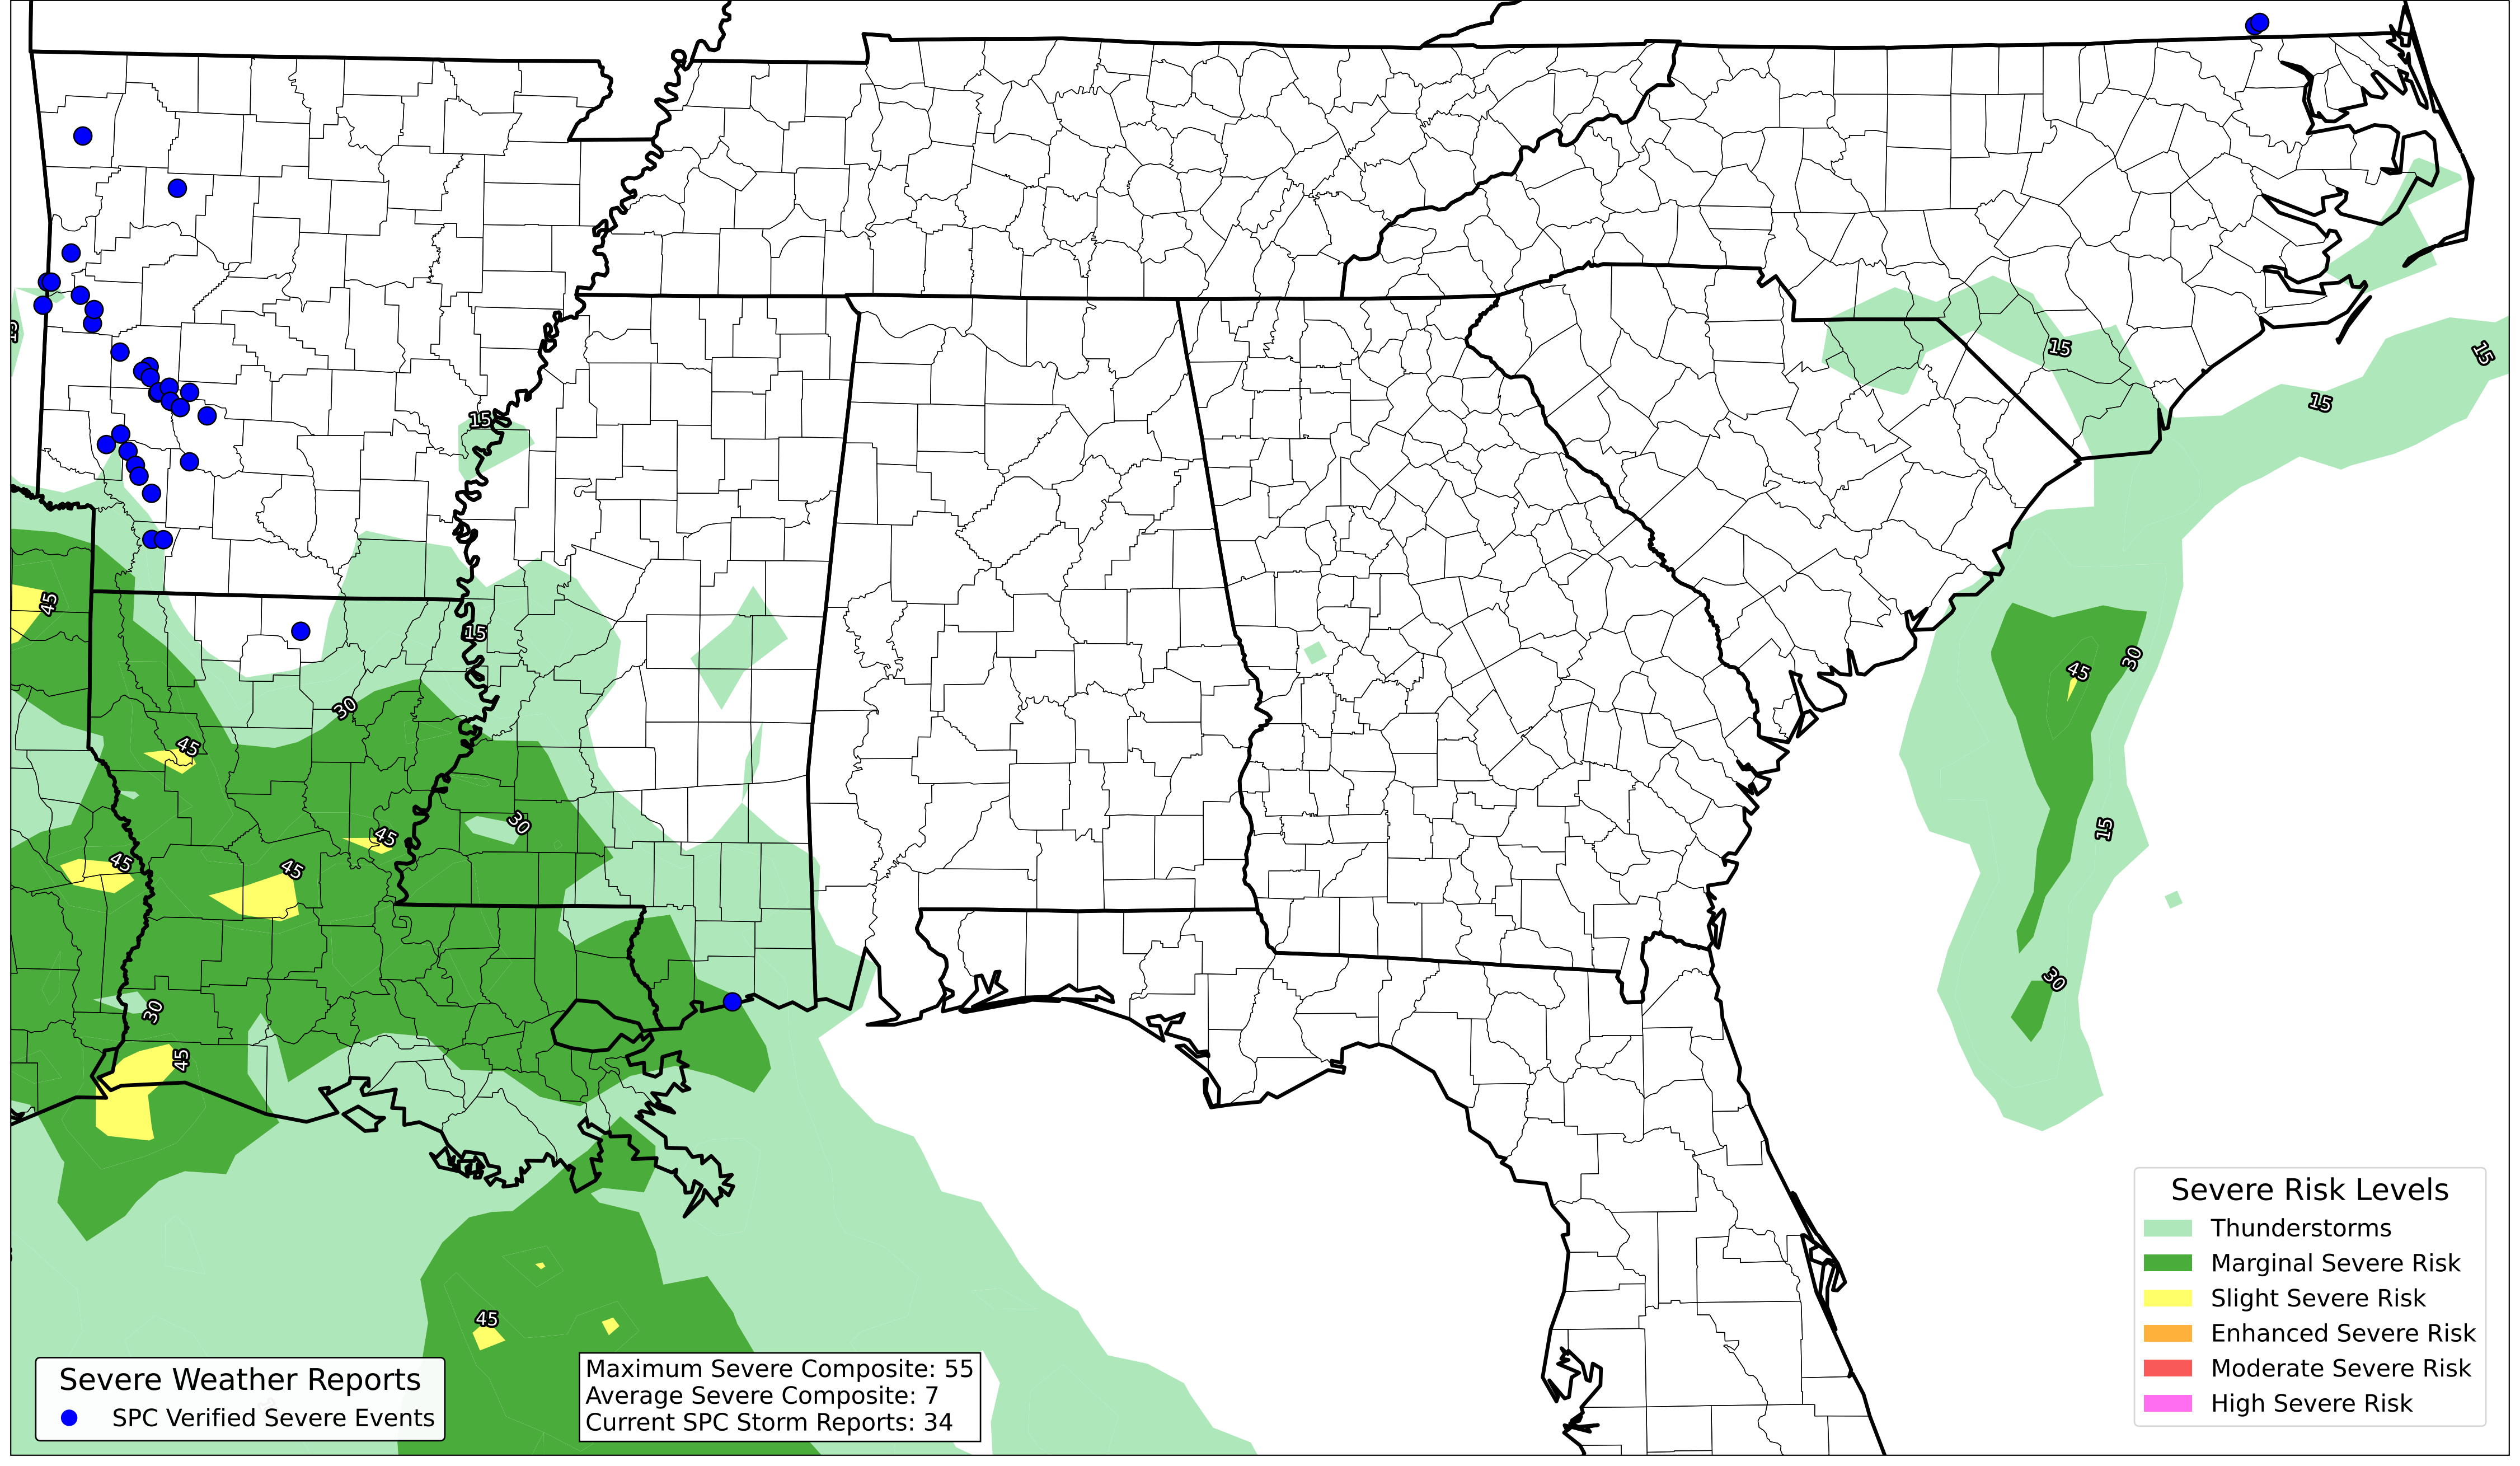 15
15
15
15
15
45
15
30
45
30
45
45
30
15
45
45
30
30
45
45
Severe Risk Levels
Thunderstorms
Marginal Severe Risk
Slight Severe Risk
Enhanced Severe Risk
Moderate Severe Risk
High Severe Risk
Severe Weather Reports
SPC Verified Severe Events
Maximum Severe Composite: 55
Average Severe Composite: 7
Current SPC Storm Reports: 34